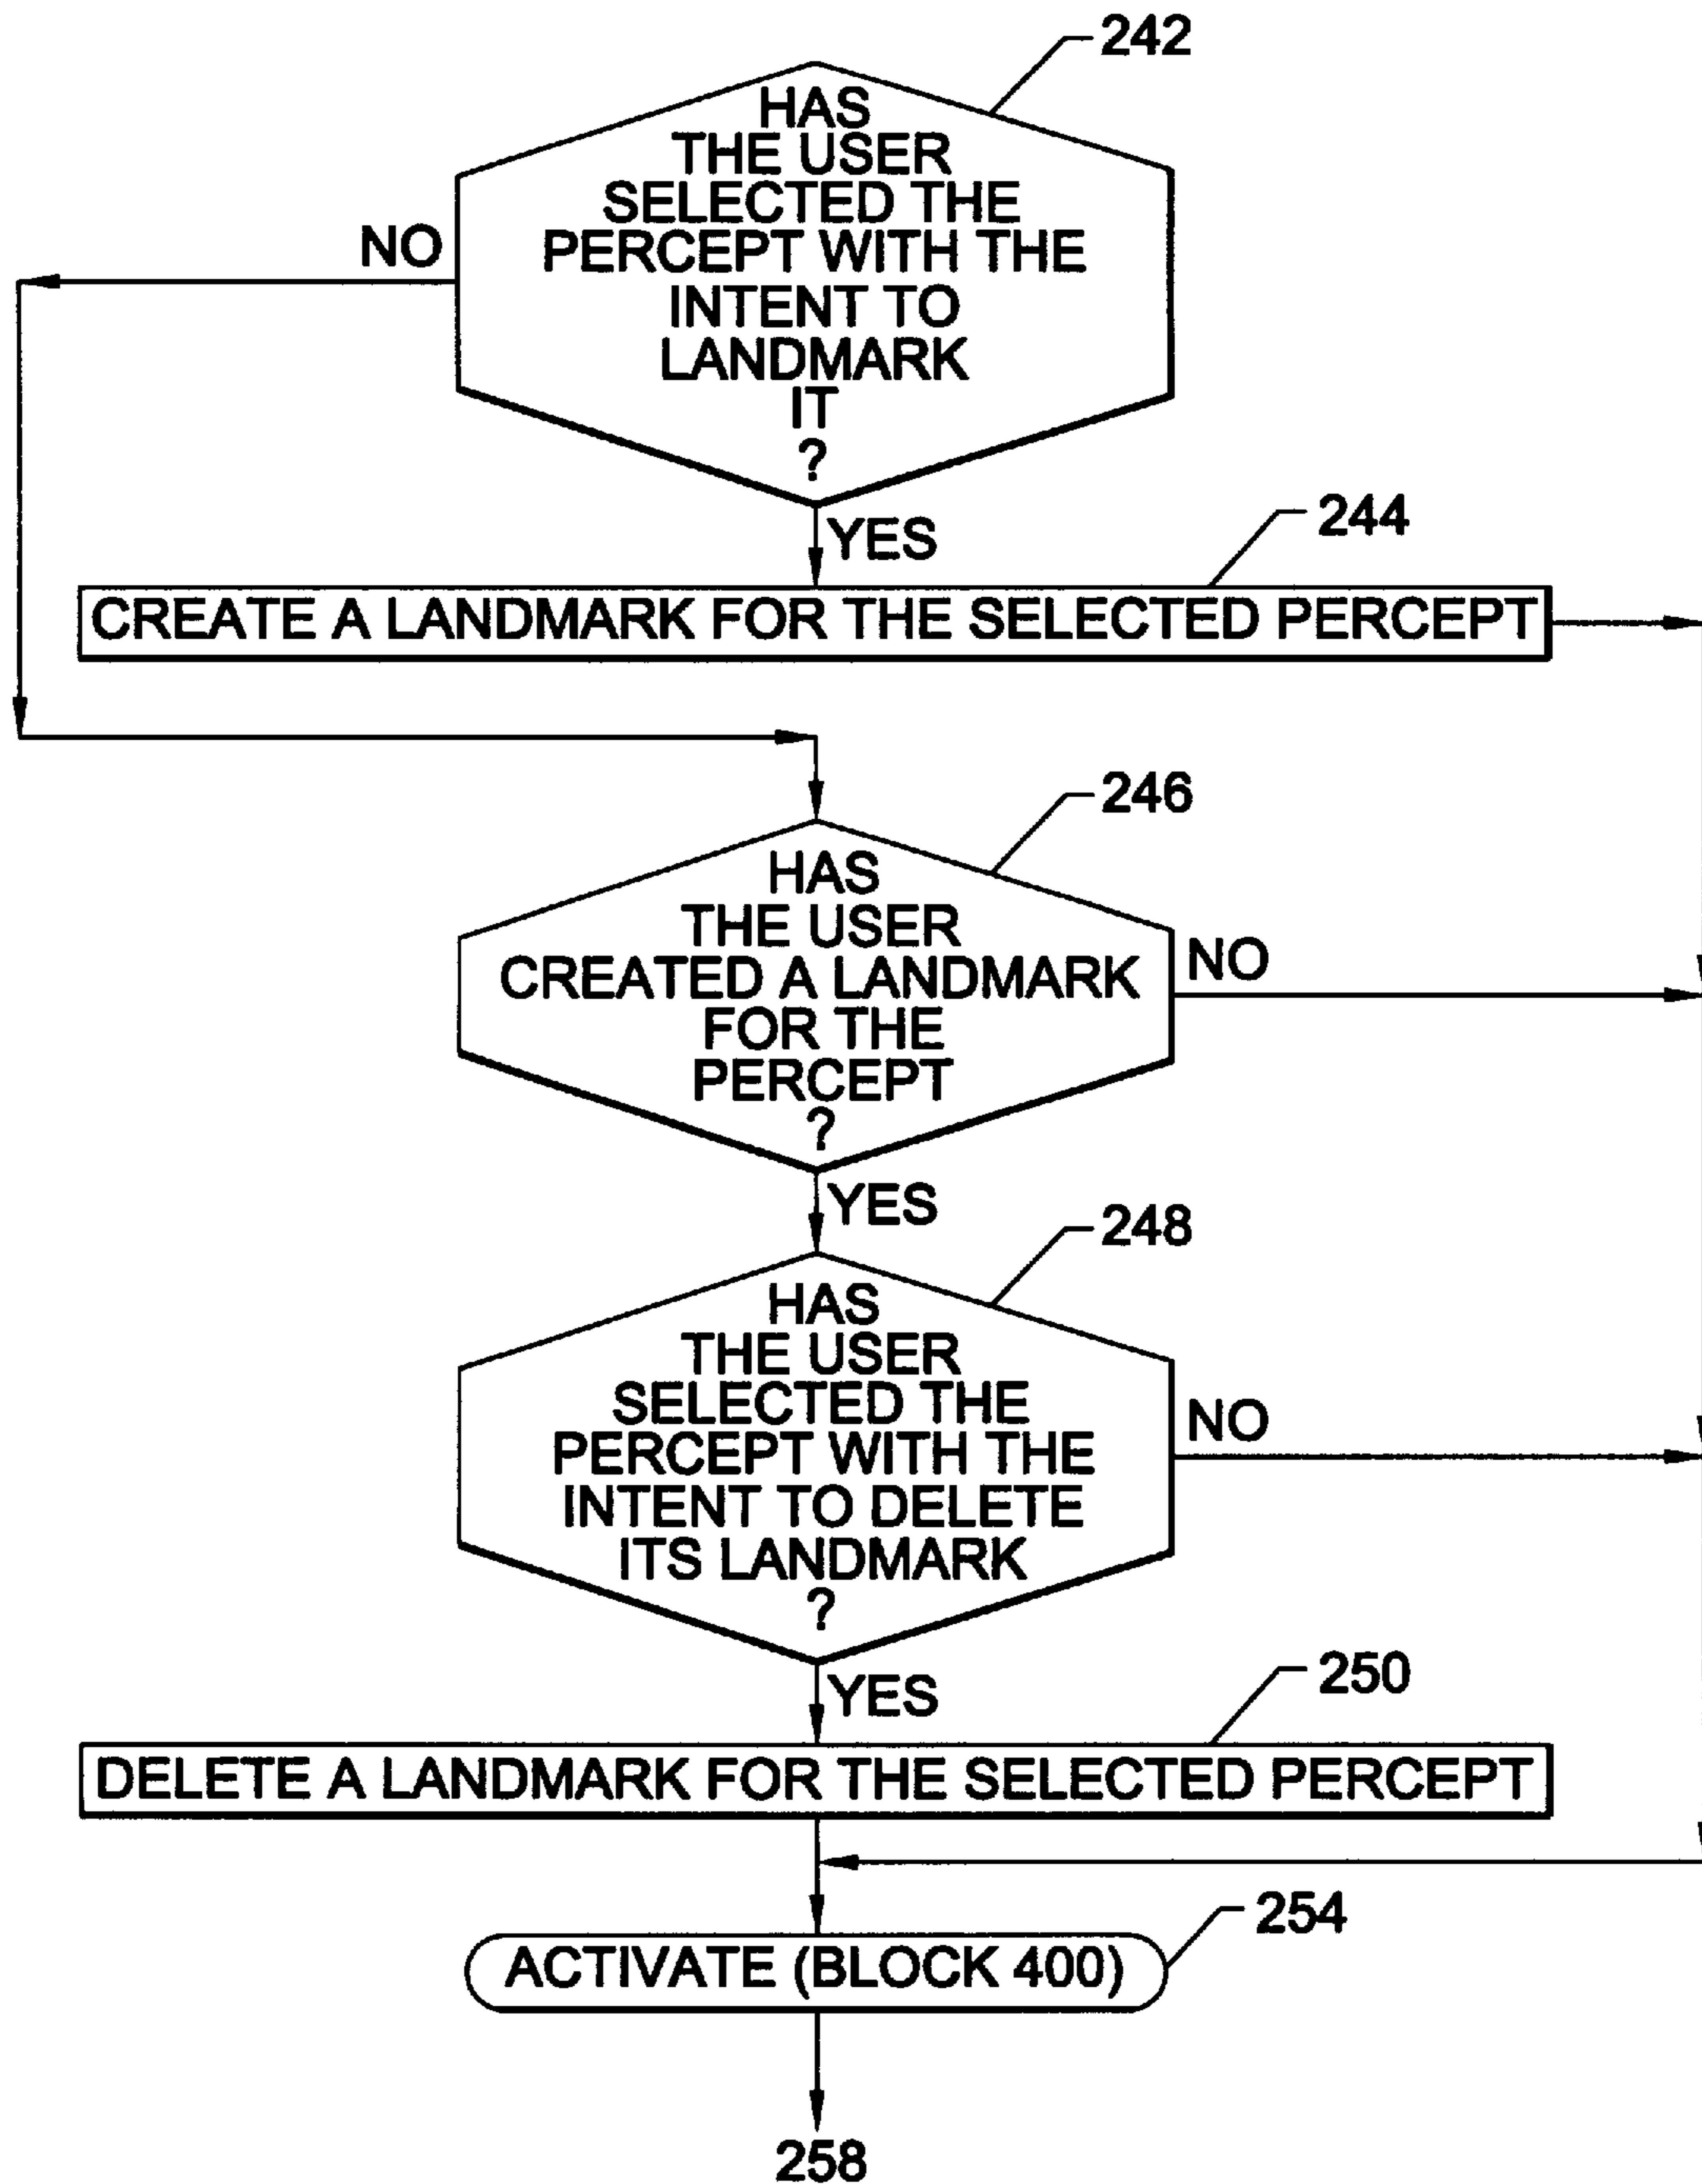 242
HAS
THE USER
SELECTED THE
PERCEPT WITH THE
INTENT TO
LANDMARK
IT
?
NO
YES
244
CREATE A LANDMARK FOR THE SELECTED PERCEPT
246
HAS
THE USER
CREATED A LANDMARK
FOR THE
PERCEPT
?
NO
YES
248
HAS
THE USER
SELECTED THE
PERCEPT WITH THE
INTENT TO DELETE
ITS LANDMARK
?
NO
YES
250
DELETE A LANDMARK FOR THE SELECTED PERCEPT
254
ACTIVATE (BLOCK 400)
258